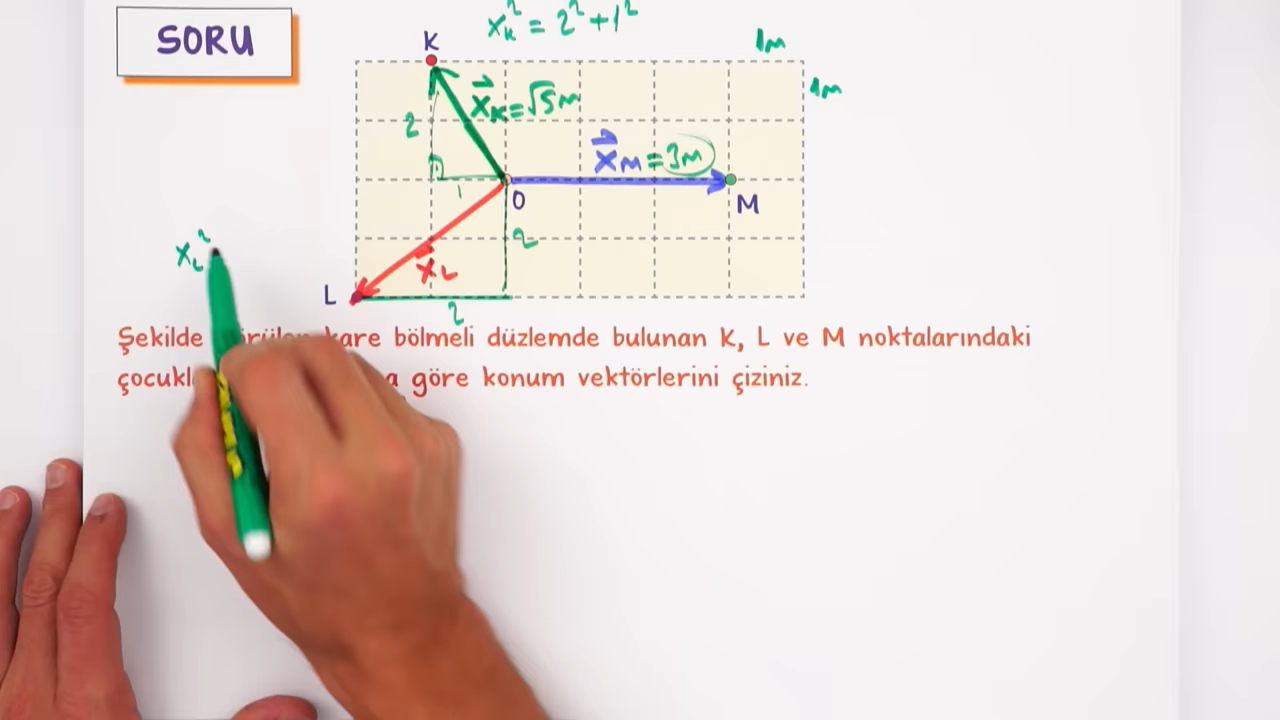 SORU
x_K² = 2² + 1²
1m
1m
K
2
x⃗_K = √5 m
1
x⃗_M = 3m
O
M
2
x_L
L
2
x_L²
Şekilde kare bölmeli düzlemde bulunan K, L ve M noktalarındaki
göre konum vektörlerini çiziniz.